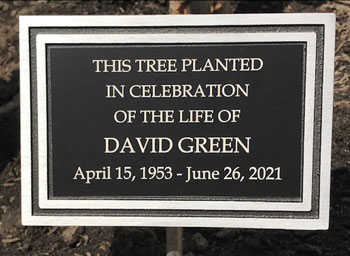 THIS TREE PLANTED
IN CELEBRATION
OF THE LIFE OF
DAVID GREEN
April 15, 1953 - June 26, 2021